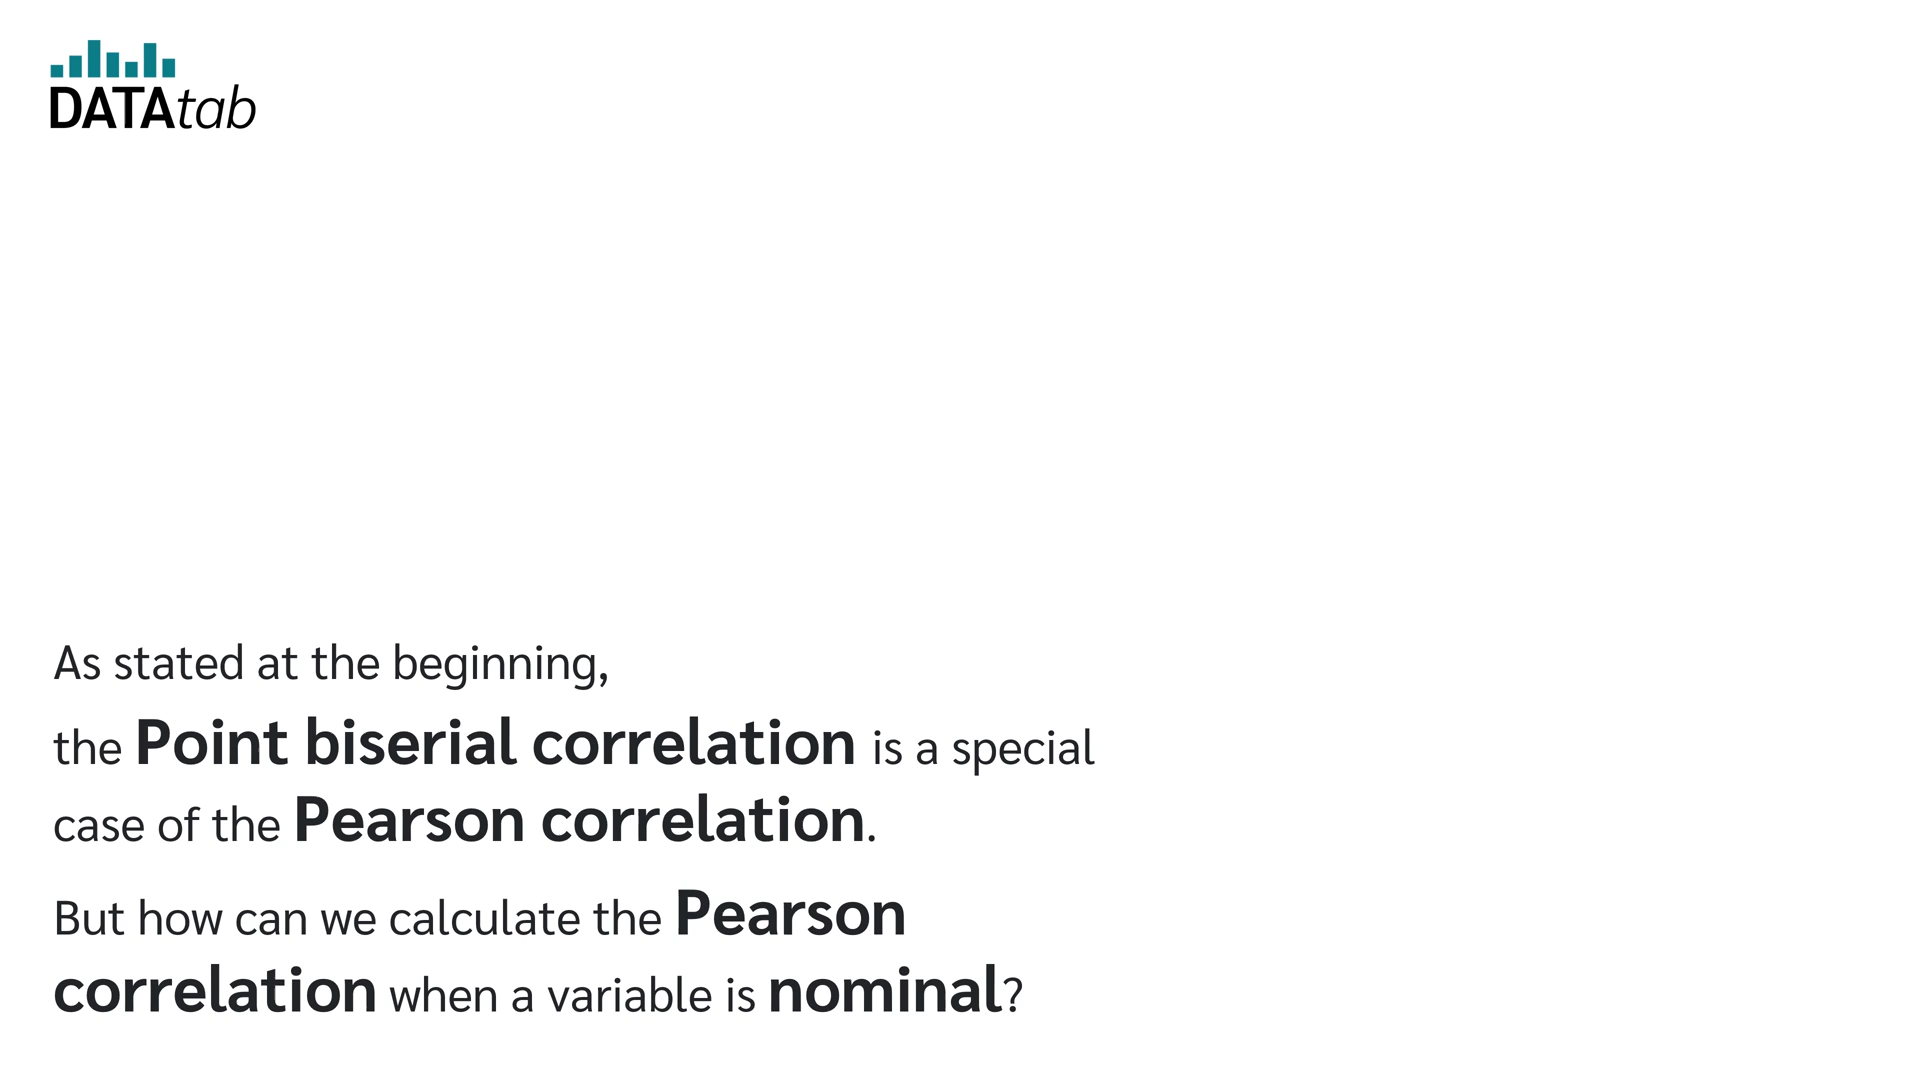 DATAtab
As stated at the beginning,
the Point biserial correlation is a special
case of the Pearson correlation.
But how can we calculate the Pearson
correlation when a variable is nominal?